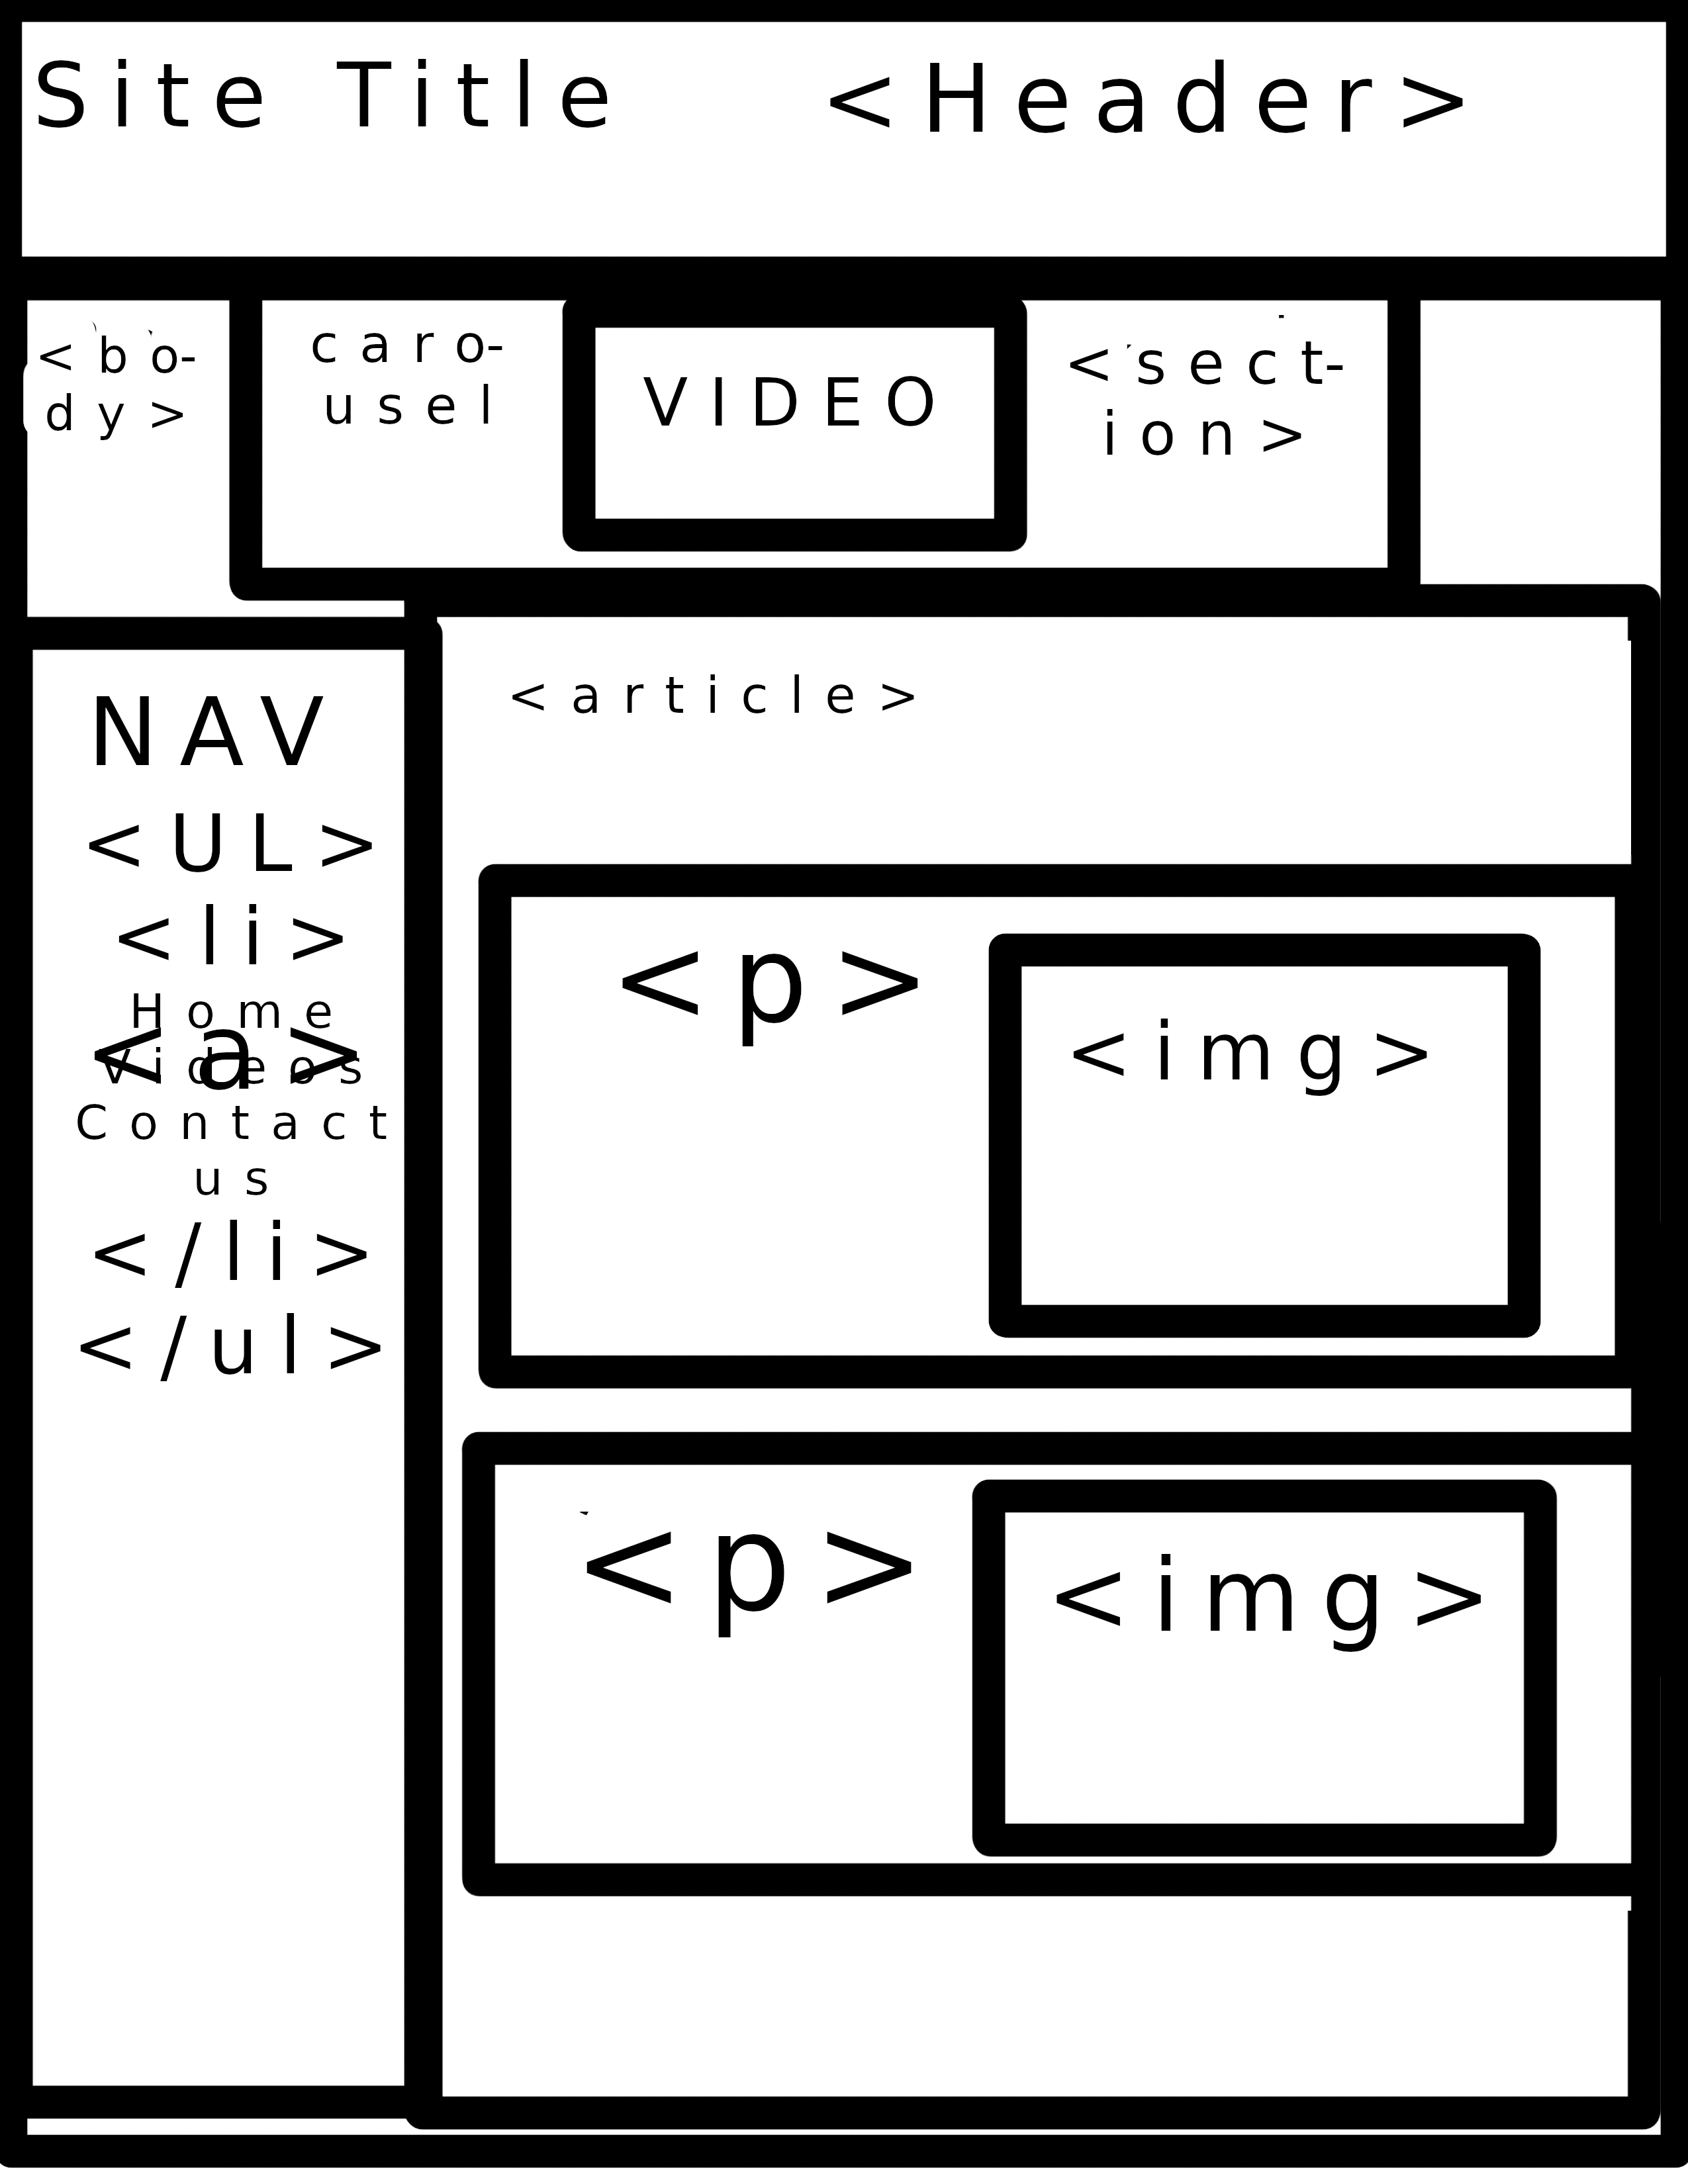 Site Title <Header>
<bo-
dy>
caro-
usel
VIDEO
<sect-
ion>
NAV
<UL>
<li>
Home
<a>
Videos
Contact
us
</li>
</ul>
<article>
<p>
<img>
<p>
<img>